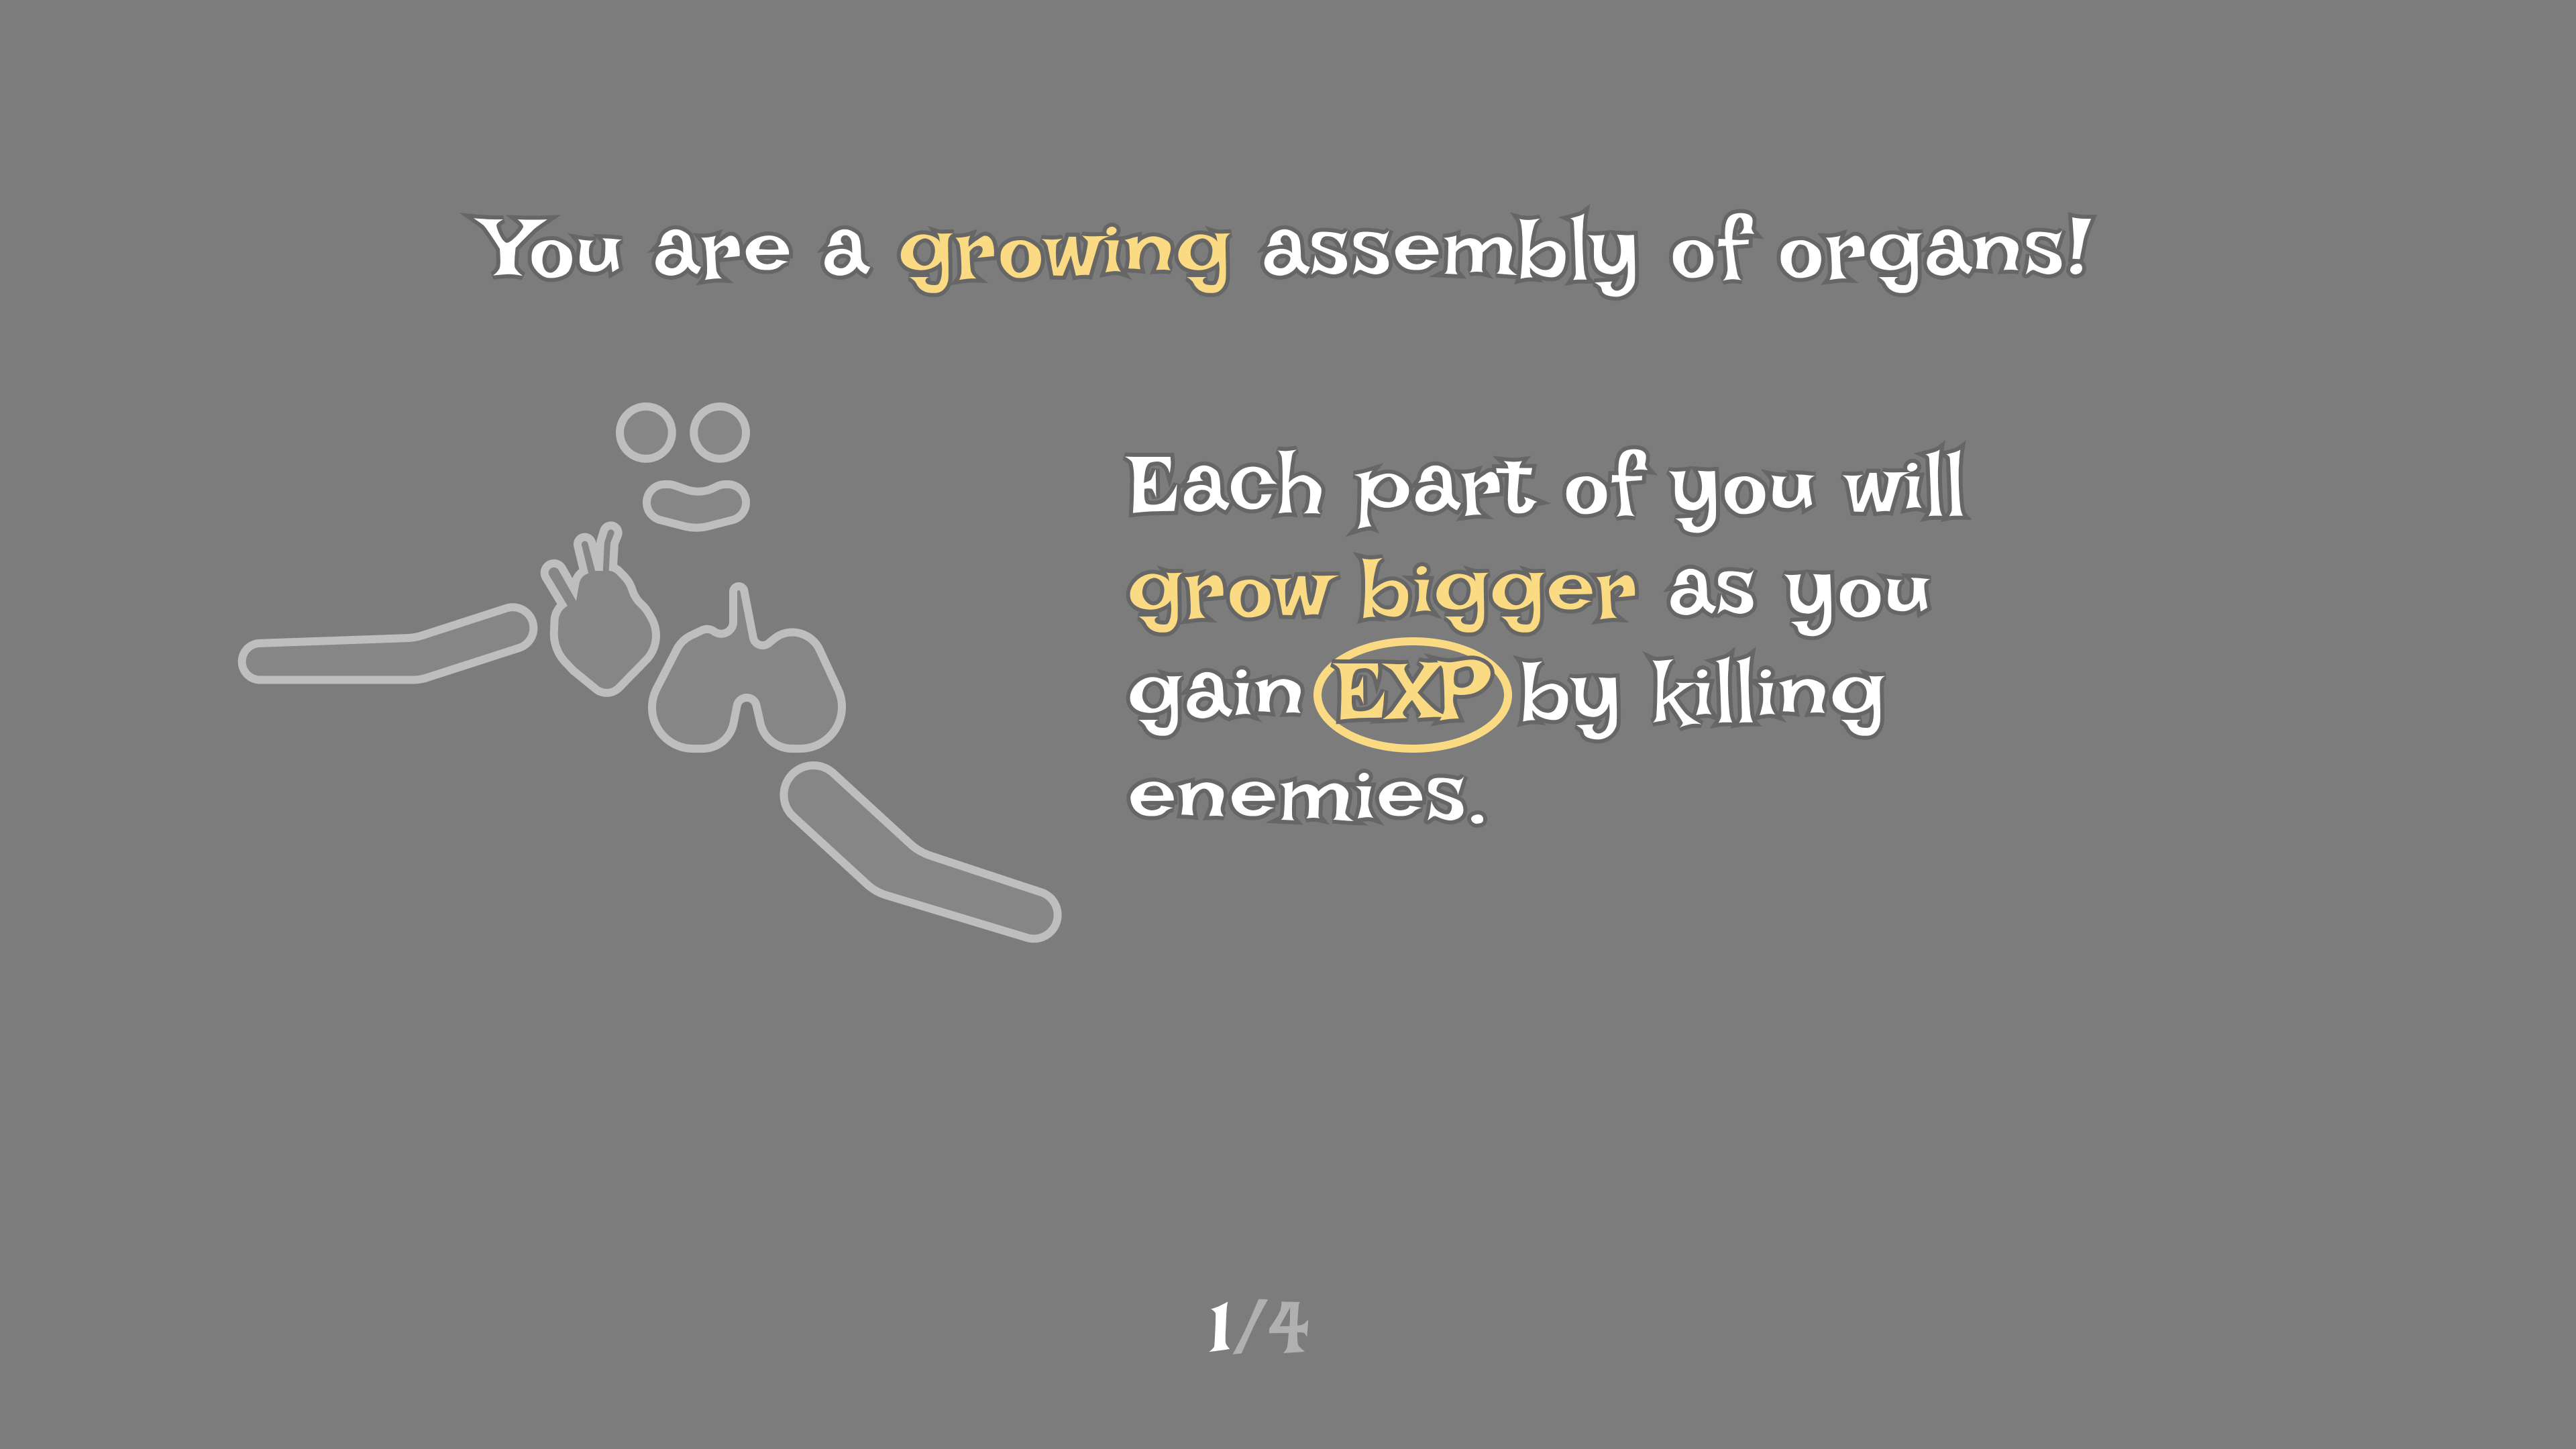 You are a growing assembly of organs!
Each part of you will
grow bigger as you
gain EXP by killing
enemies.
1/4